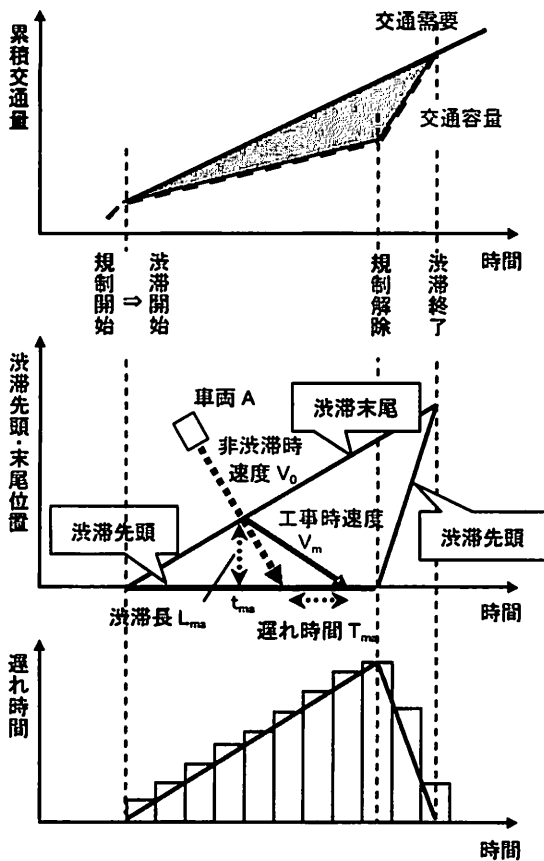 累積交通量
交通需要
交通容量
時間
規制開始
⇒
渋滞開始
規制解除
渋滞終了
渋滞先頭・末尾位置
車両 A
渋滞末尾
非渋滞時
速度 V₀
工事時速度
Vm
渋滞先頭
渋滞先頭
渋滞長 Lma
tma
遅れ時間 Tma
時間
遅れ時間
時間